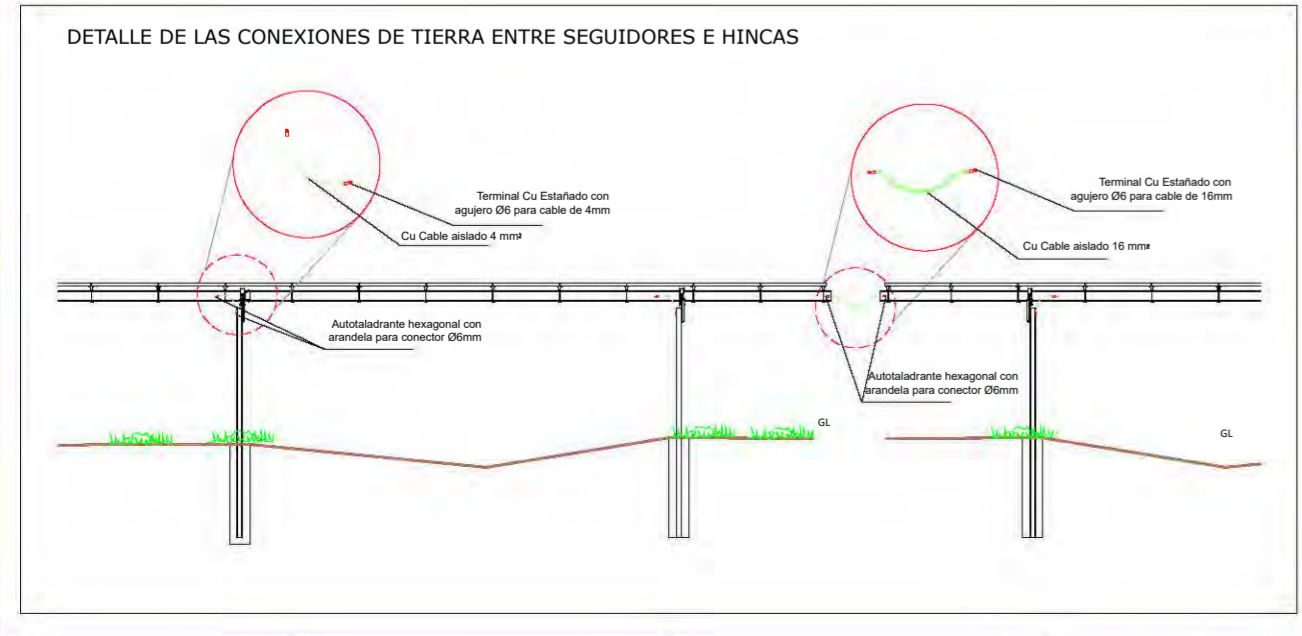 DETALLE DE LAS CONEXIONES DE TIERRA ENTRE SEGUIDORES E HINCAS
Terminal Cu Estañado con
agujero Ø6 para cable de 4mm
Cu Cable aislado 4 mm²
Terminal Cu Estañado con
agujero Ø6 para cable de 16mm
Cu Cable aislado 16 mm²
Autotaladrante hexagonal con
arandela para conector Ø6mm
Autotaladrante hexagonal con
arandela para conector Ø6mm
GL
GL